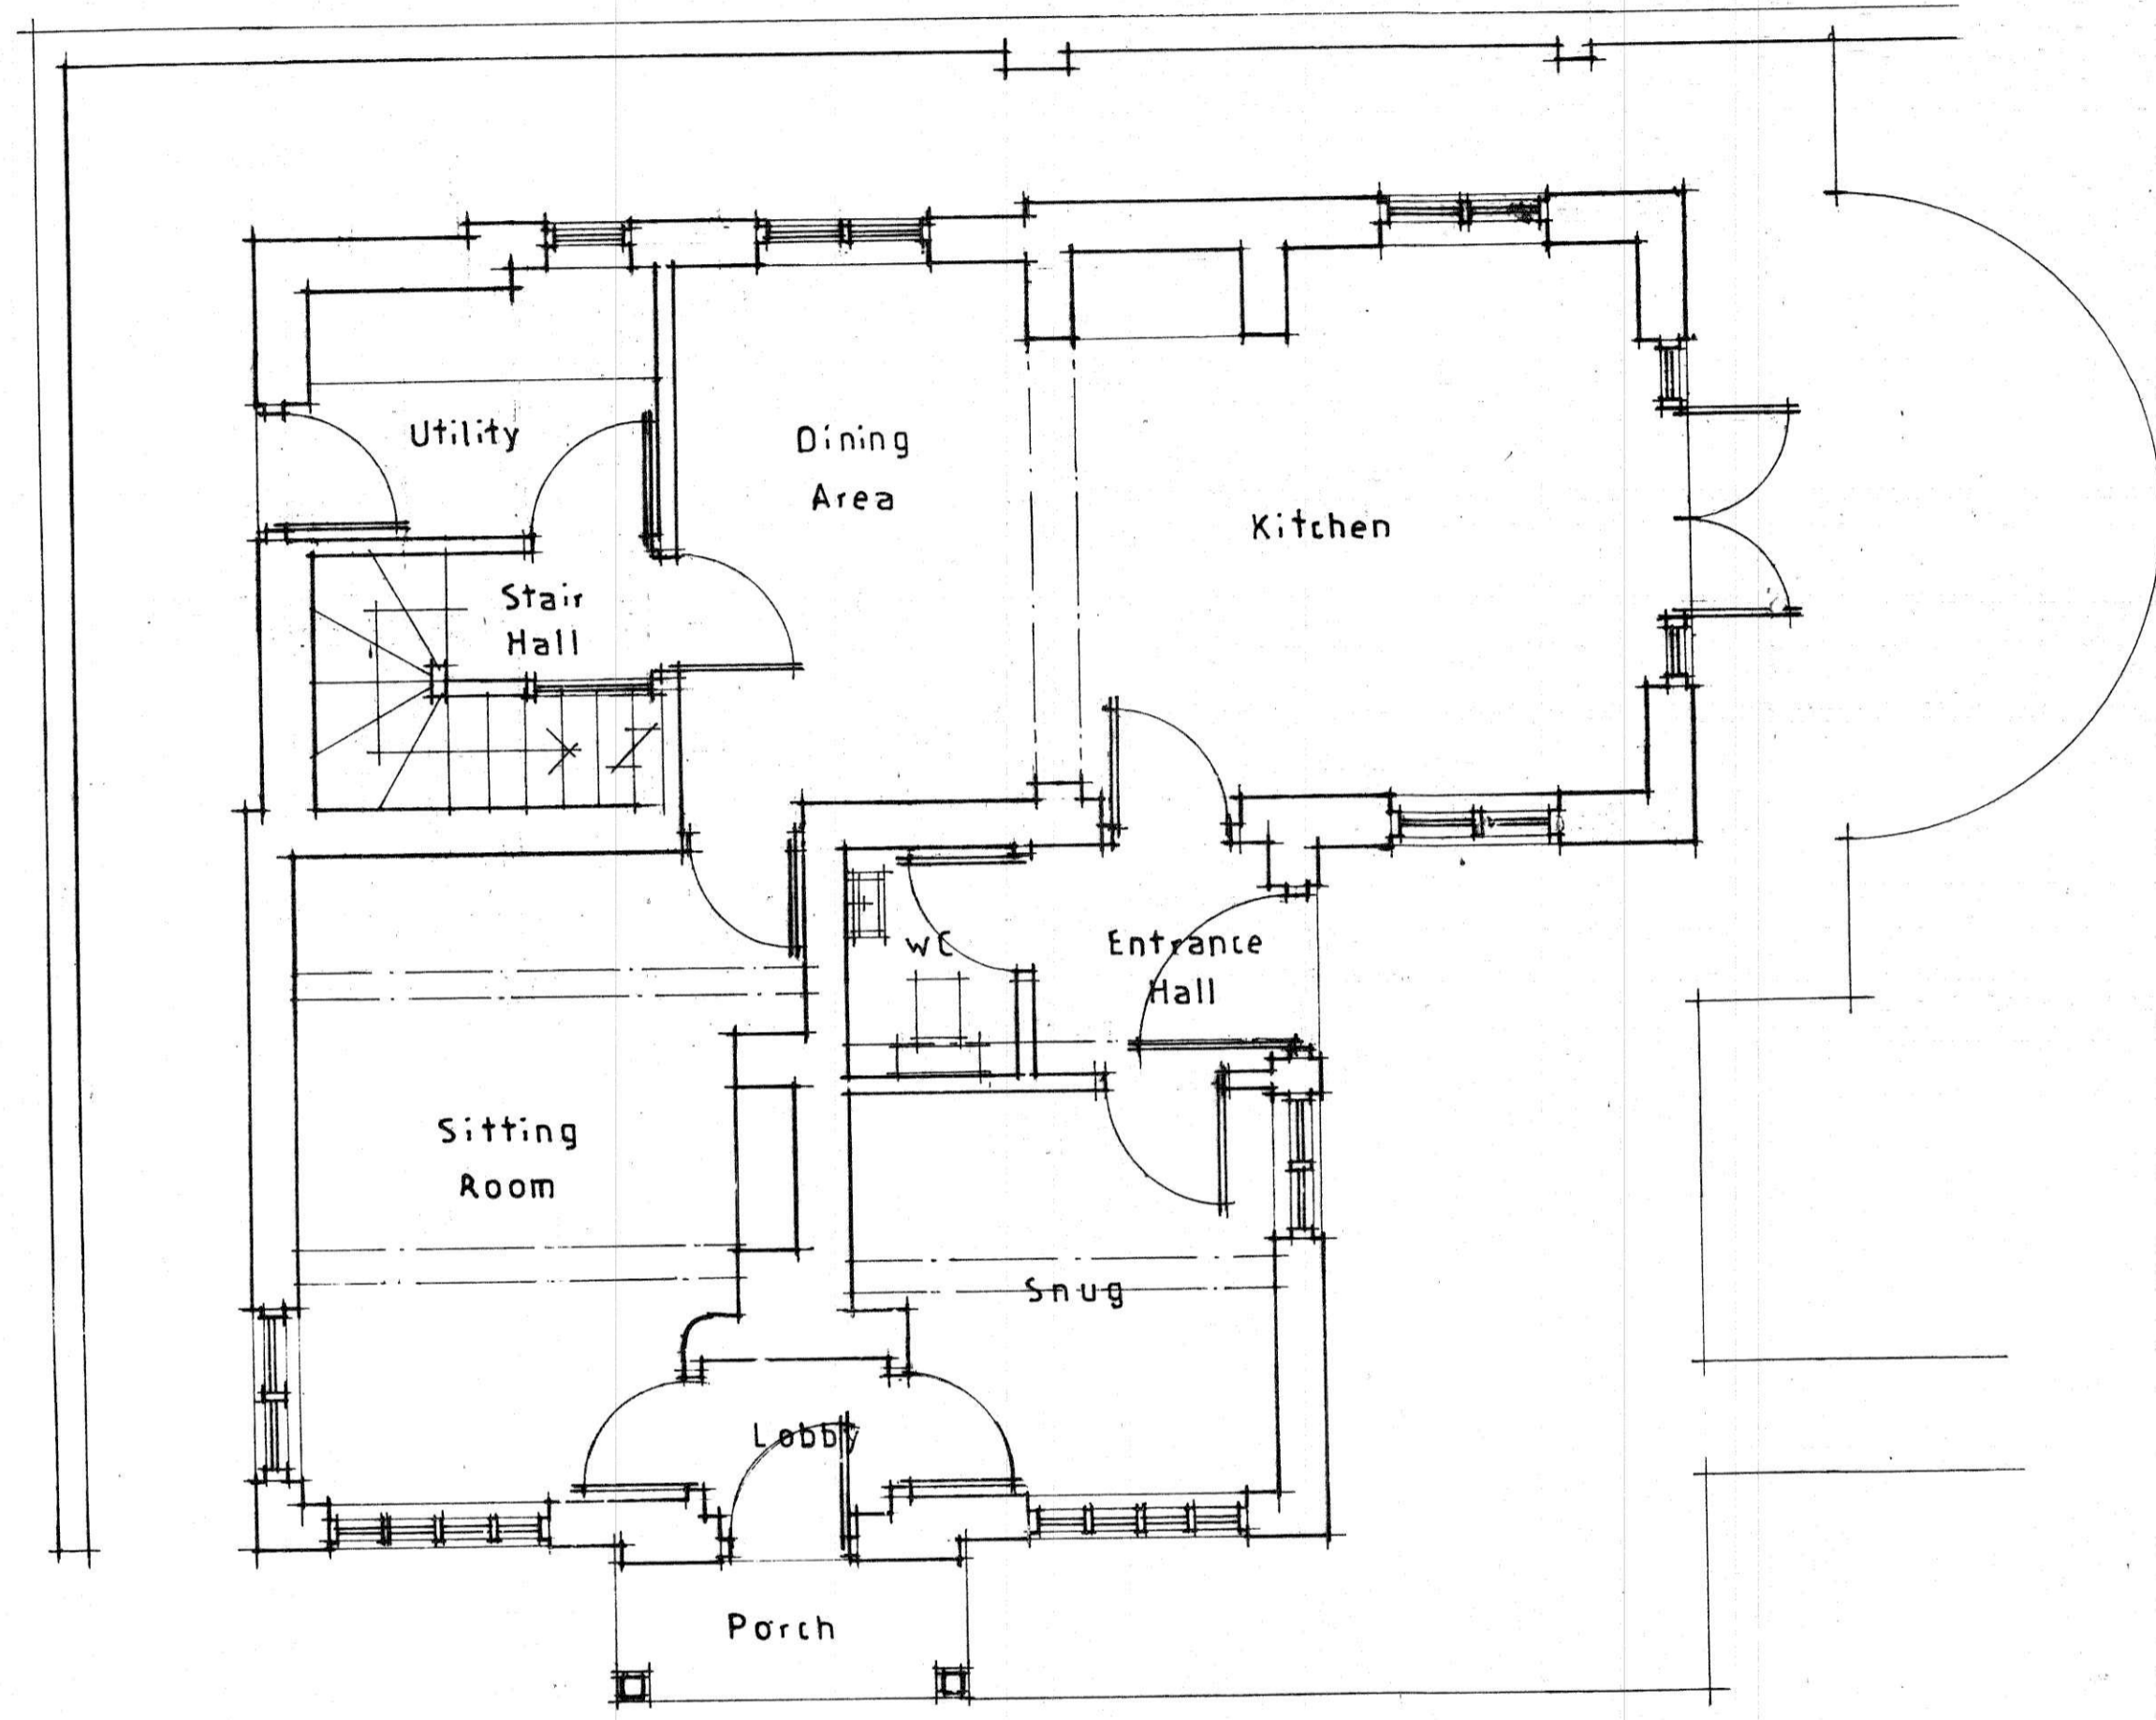 Utility
Dining
Area
Kitchen
Stair
Hall
WC
Entrance
Hall
Sitting
Room
Snug
Lobby
Porch